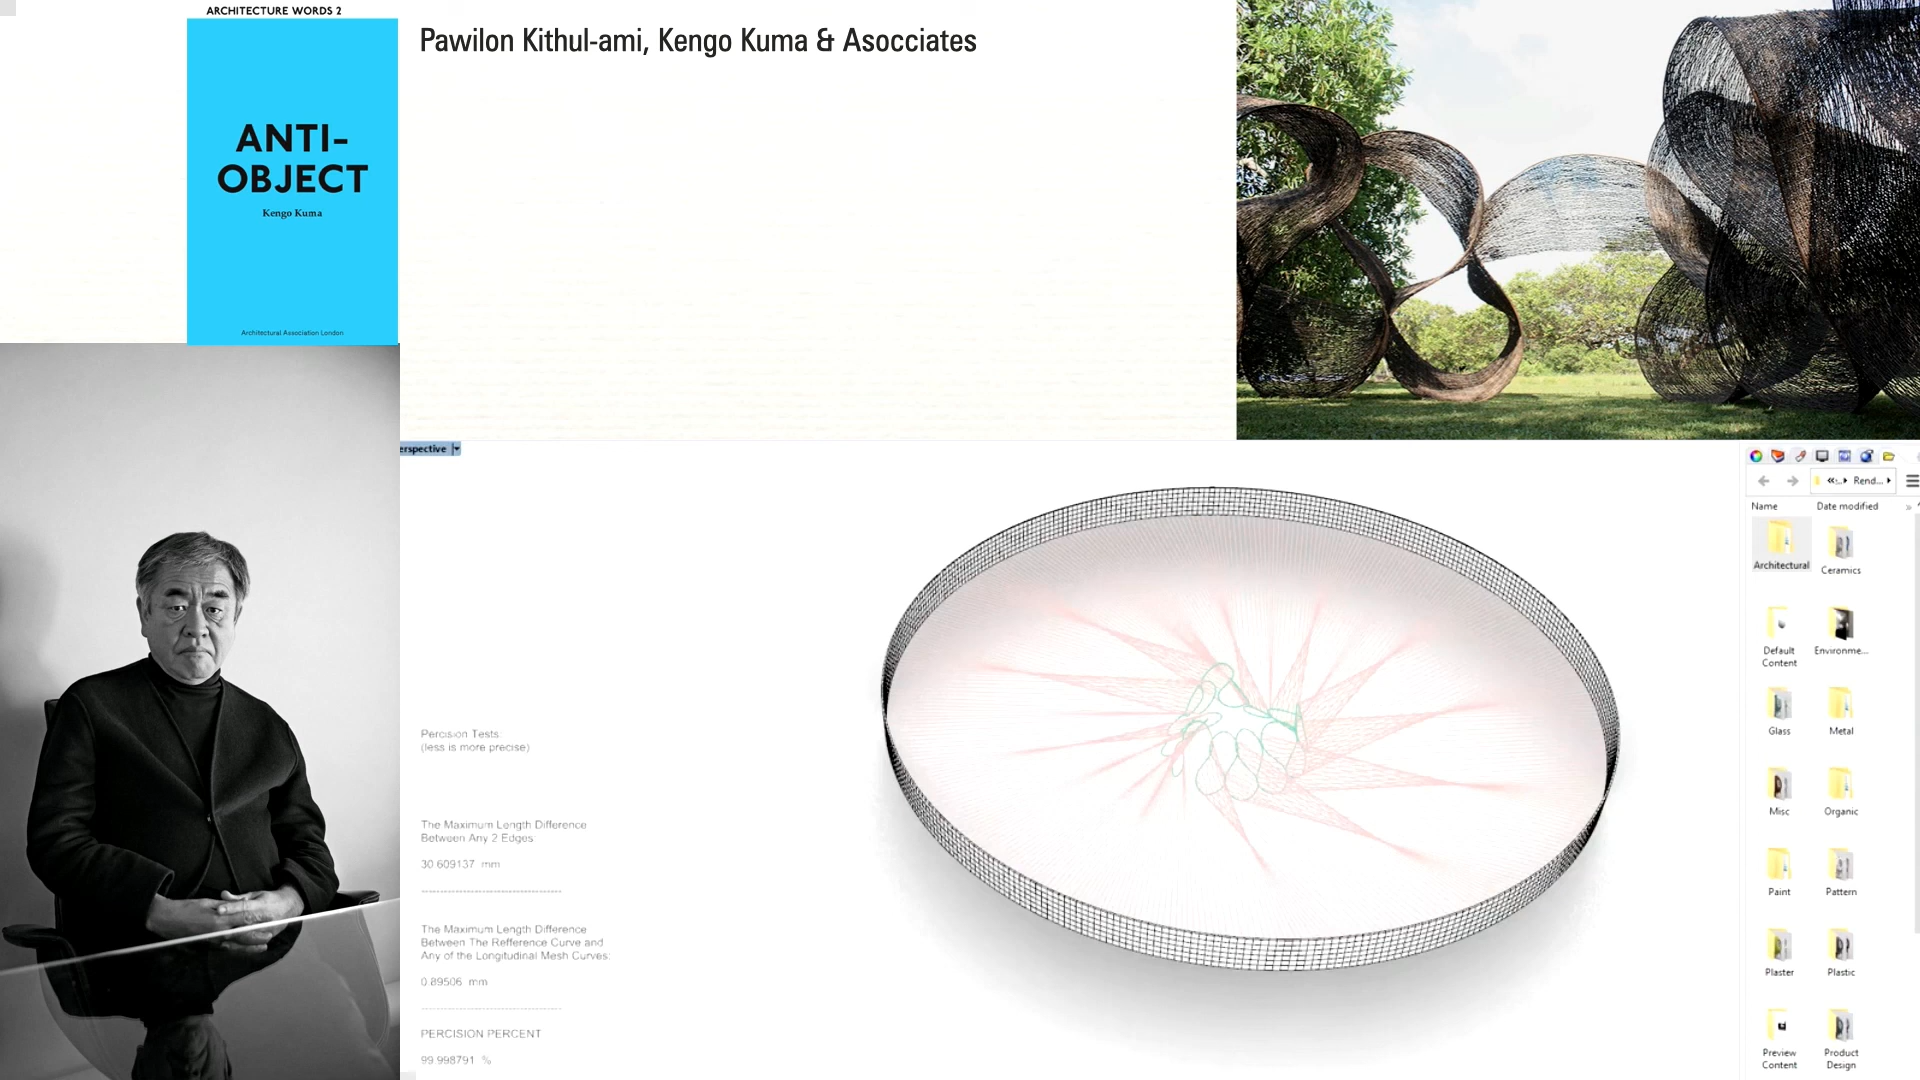 ARCHITECTURE WORDS 2
ANTI-
OBJECT
Kengo Kuma
Architectural Association London
Pawilon Kithul-ami, Kengo Kuma & Asocciates
erspective
Percision Tests:
(less is more precise)
The Maximum Length Difference
Between Any 2 Edges:
30.609137 mm
The Maximum Length Difference
Between The Refference Curve and
Any of the Longitudinal Mesh Curves:
0.89506 mm
PERCISION PERCENT
99.998791 %
Rend...
Name Date modified
Architectural Ceramics
Default
Content
Environme...
Glass Metal
Misc Organic
Paint Pattern
Plaster Plastic
Preview
Content
Product
Design